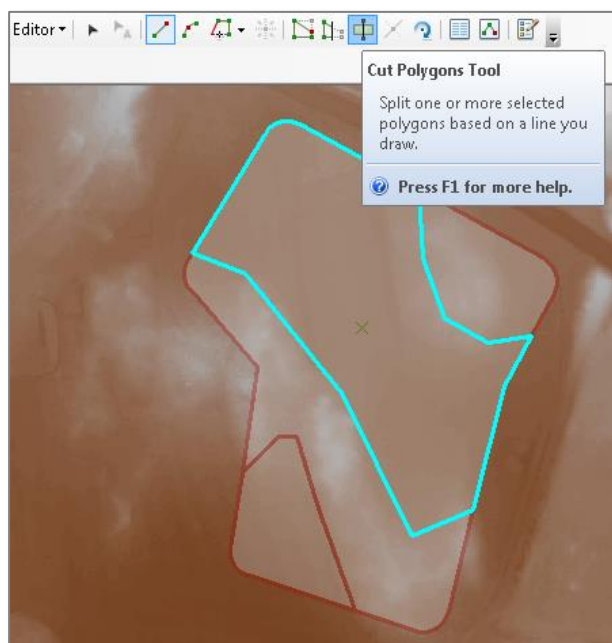 Editor
Cut Polygons Tool
Split one or more selected
polygons based on a line you
draw.
Press F1 for more help.